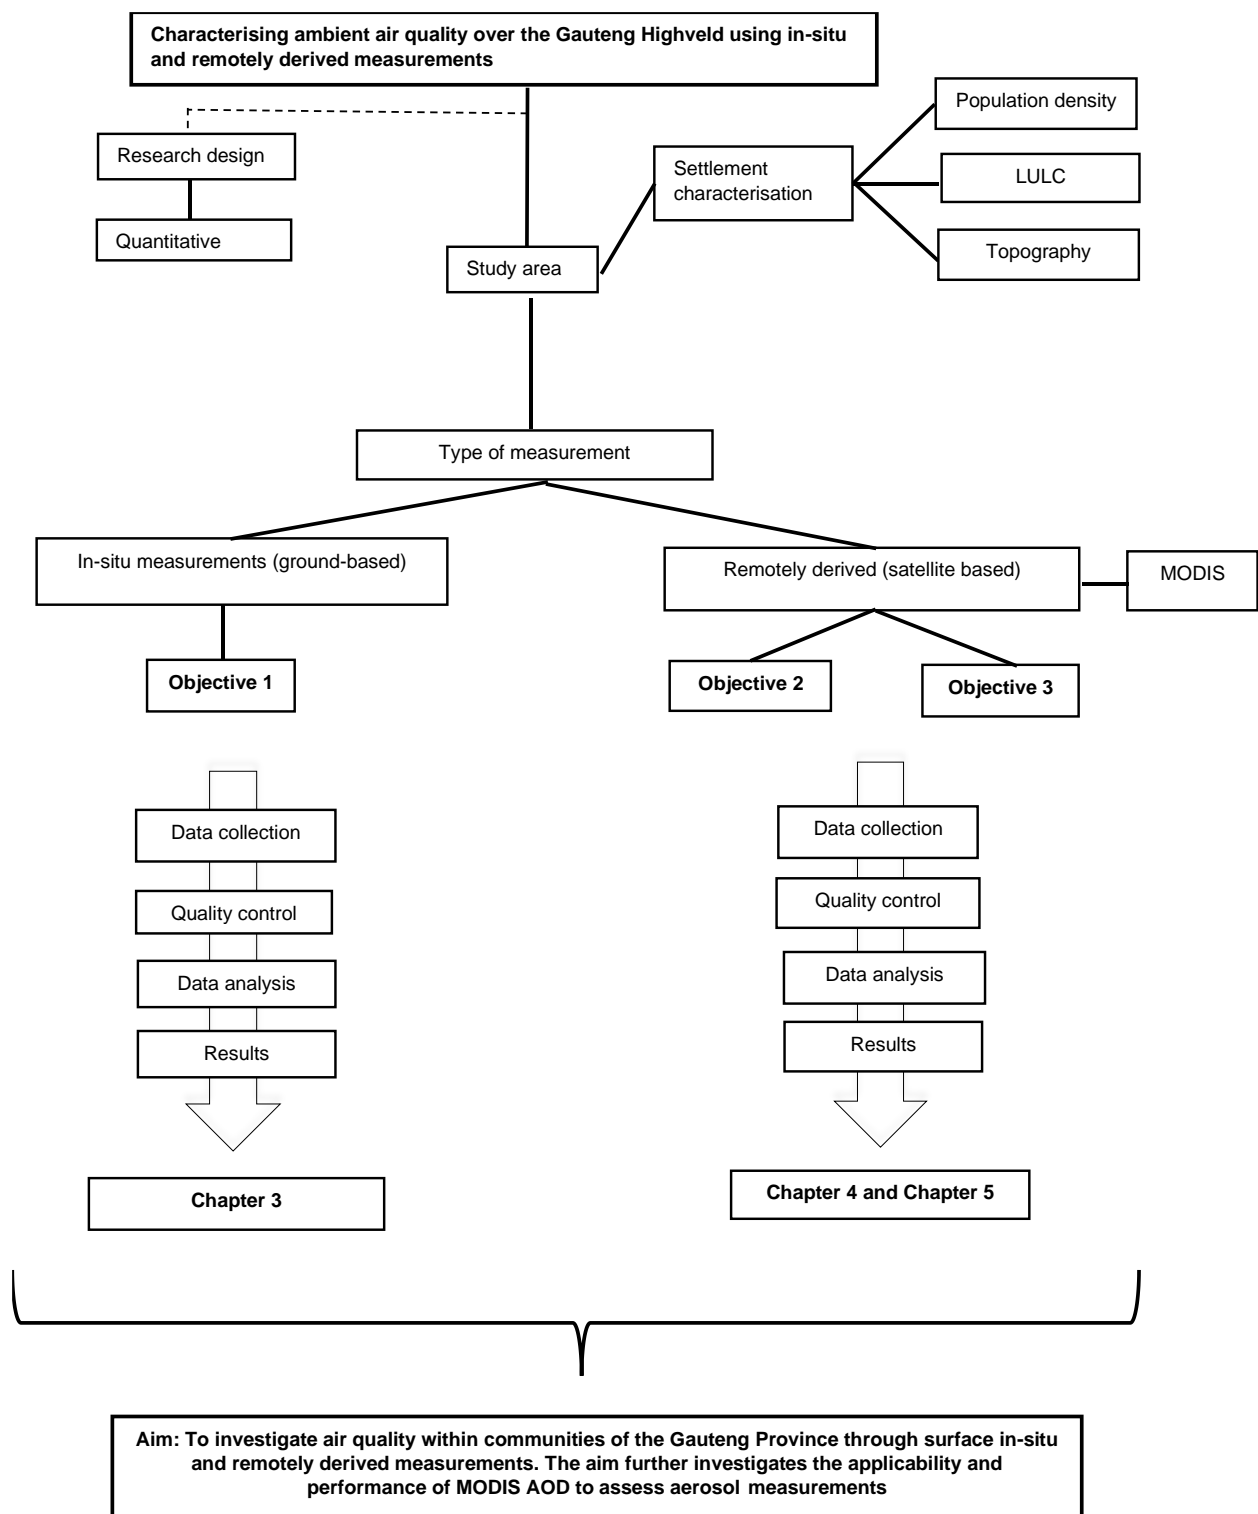 Characterising ambient air quality over the Gauteng Highveld using in-situ
and remotely derived measurements
Population density
Research design
Settlement
characterisation
LULC
Quantitative
Study area
Topography
Type of measurement
In-situ measurements (ground-based)
Remotely derived (satellite based)
MODIS
Objective 1
Objective 2
Objective 3
Data collection
Quality control
Data analysis
Results
Chapter 3
Data collection
Quality control
Data analysis
Results
Chapter 4 and Chapter 5
Aim: To investigate air quality within communities of the Gauteng Province through surface in-situ
and remotely derived measurements. The aim further investigates the applicability and
performance of MODIS AOD to assess aerosol measurements